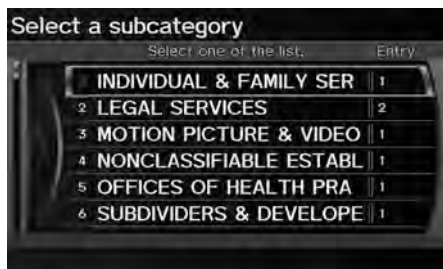 Select a subcategory
Select one of the list. Entry
INDIVIDUAL & FAMILY SER 1
2 LEGAL SERVICES 2
3 MOTION PICTURE & VIDEO 1
4 NONCLASSIFIABLE ESTABL 1
5 OFFICES OF HEALTH PRA 1
6 SUBDIVIDERS & DEVELOPE 1